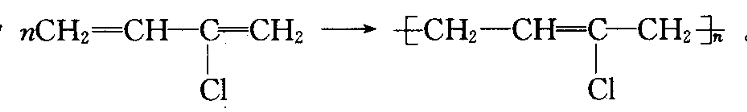 nCH₂═CH—C═CH₂ ⟶ ⁅CH₂—CH═C—CH₂⁆ₙ 。
Cl Cl